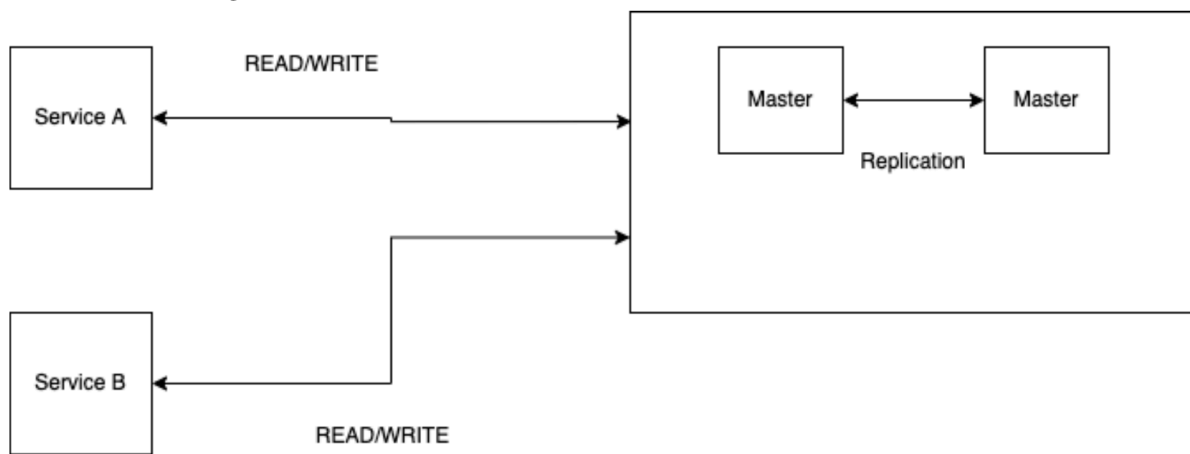 READ/WRITE
Service A
Master
Master
Replication
Service B
READ/WRITE